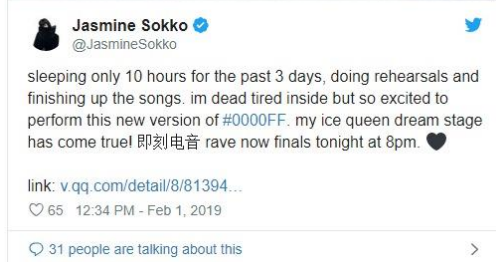 Jasmine Sokko
@JasmineSokko
sleeping only 10 hours for the past 3 days, doing rehearsals and
finishing up the songs. im dead tired inside but so excited to
perform this new version of #0000FF. my ice queen dream stage
has come true! 即刻电音 rave now finals tonight at 8pm. 🖤
link: v.qq.com/detail/8/81394...
65 12:34 PM - Feb 1, 2019
31 people are talking about this